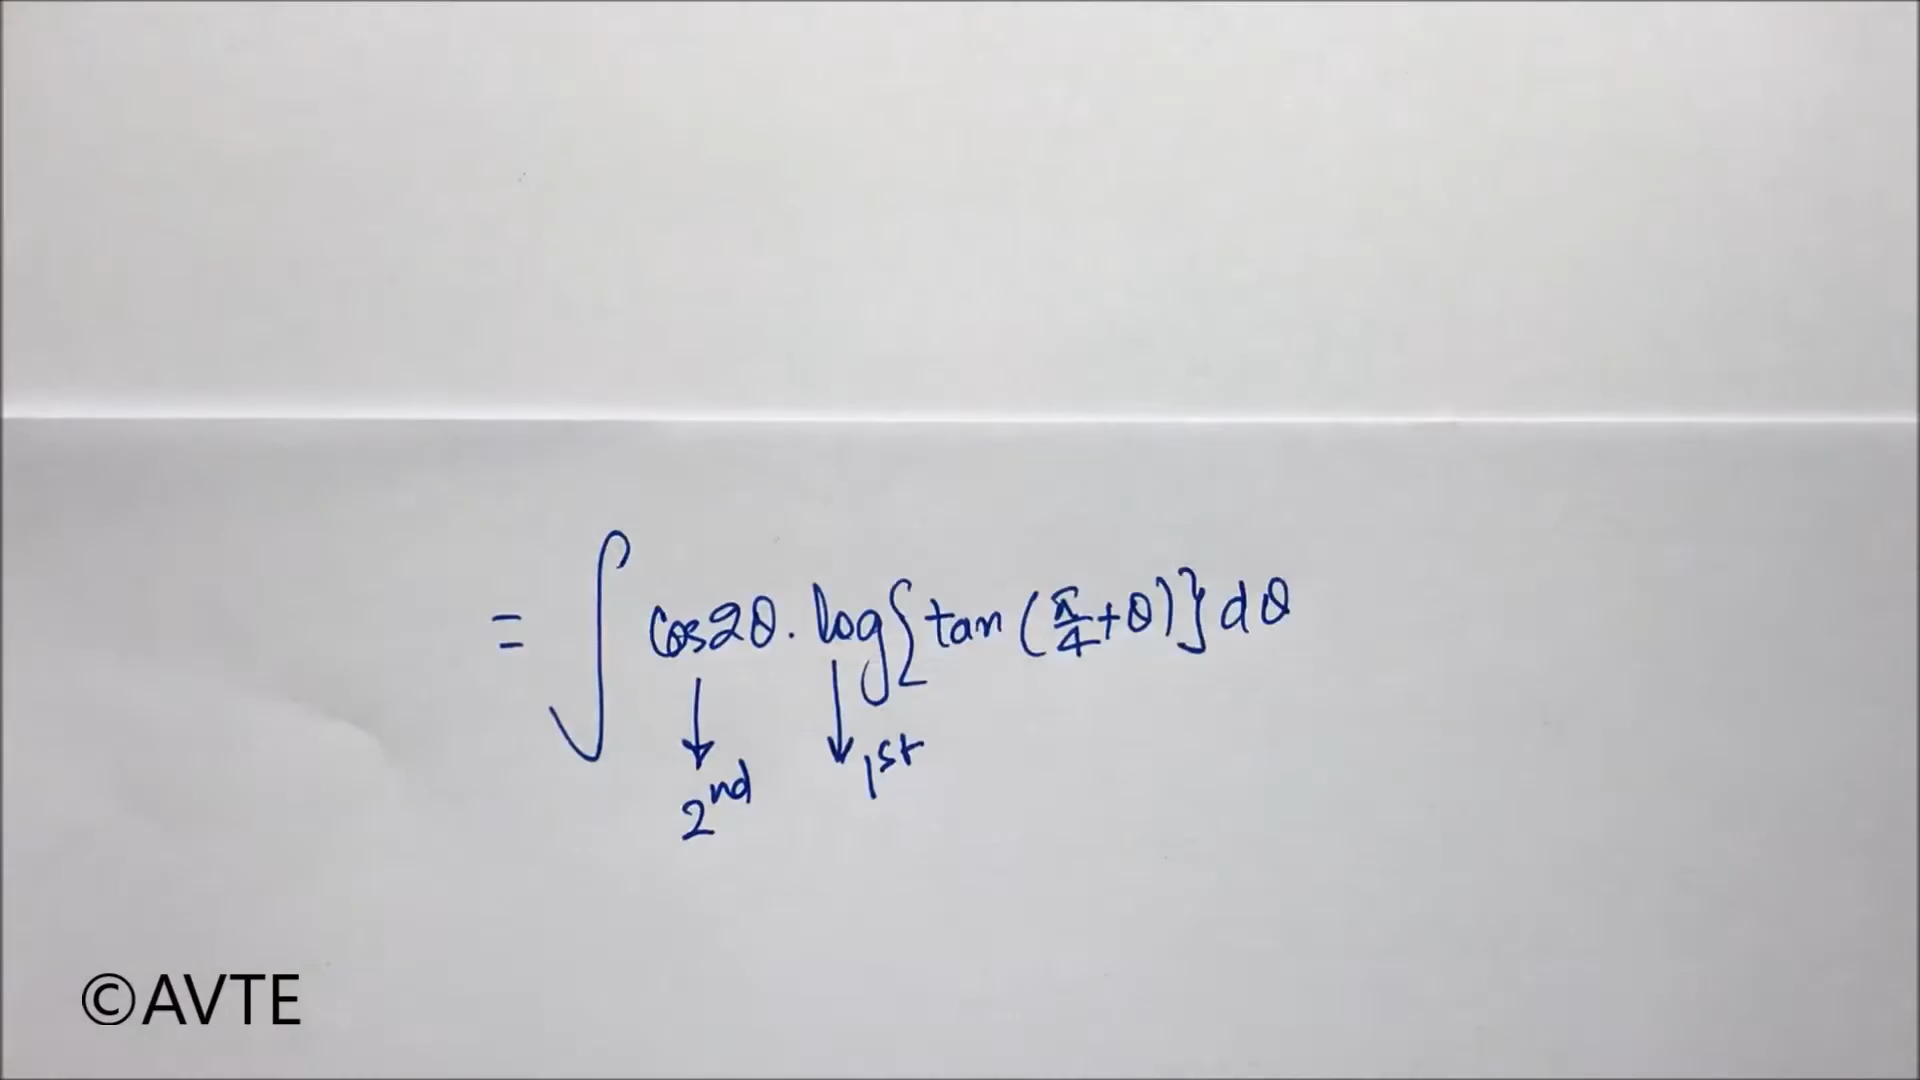 = ∫ cos2θ. log{tan(π/4+θ)}dθ
↓ ↓
2nd 1st
©AVTE